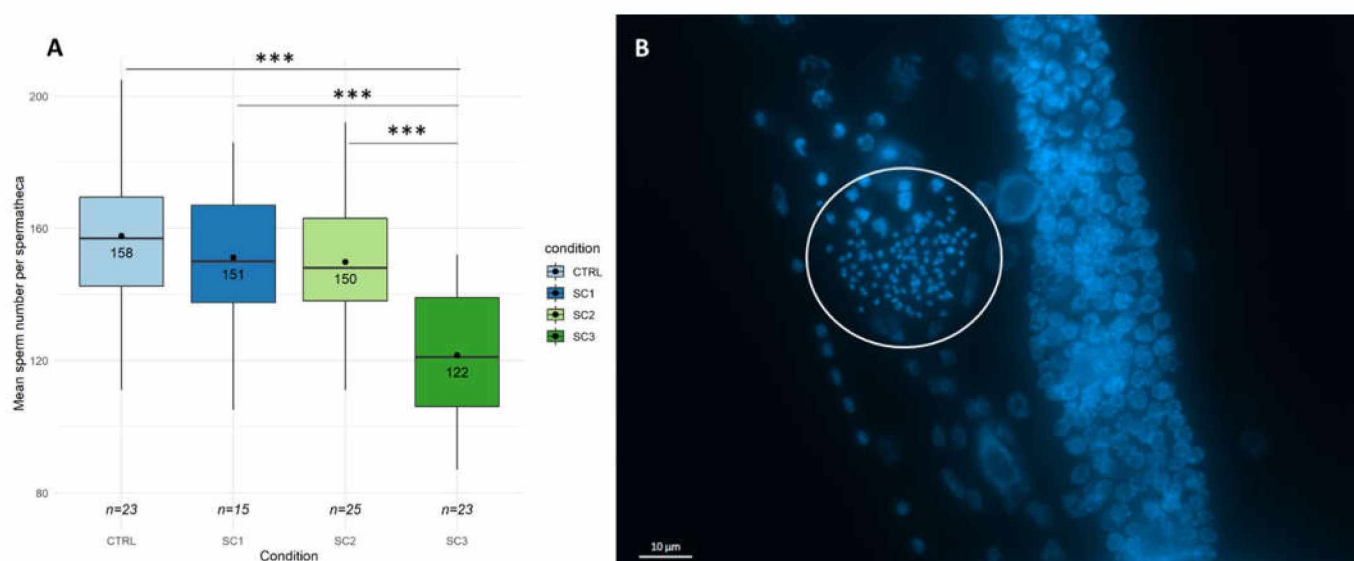 A
***
***
***
200
160
120
80
Mean sperm number per spermatheca
158
151
150
122
n=23
n=15
n=25
n=23
CTRL
SC1
SC2
SC3
Condition
condition
CTRL
SC1
SC2
SC3
B
10 µm